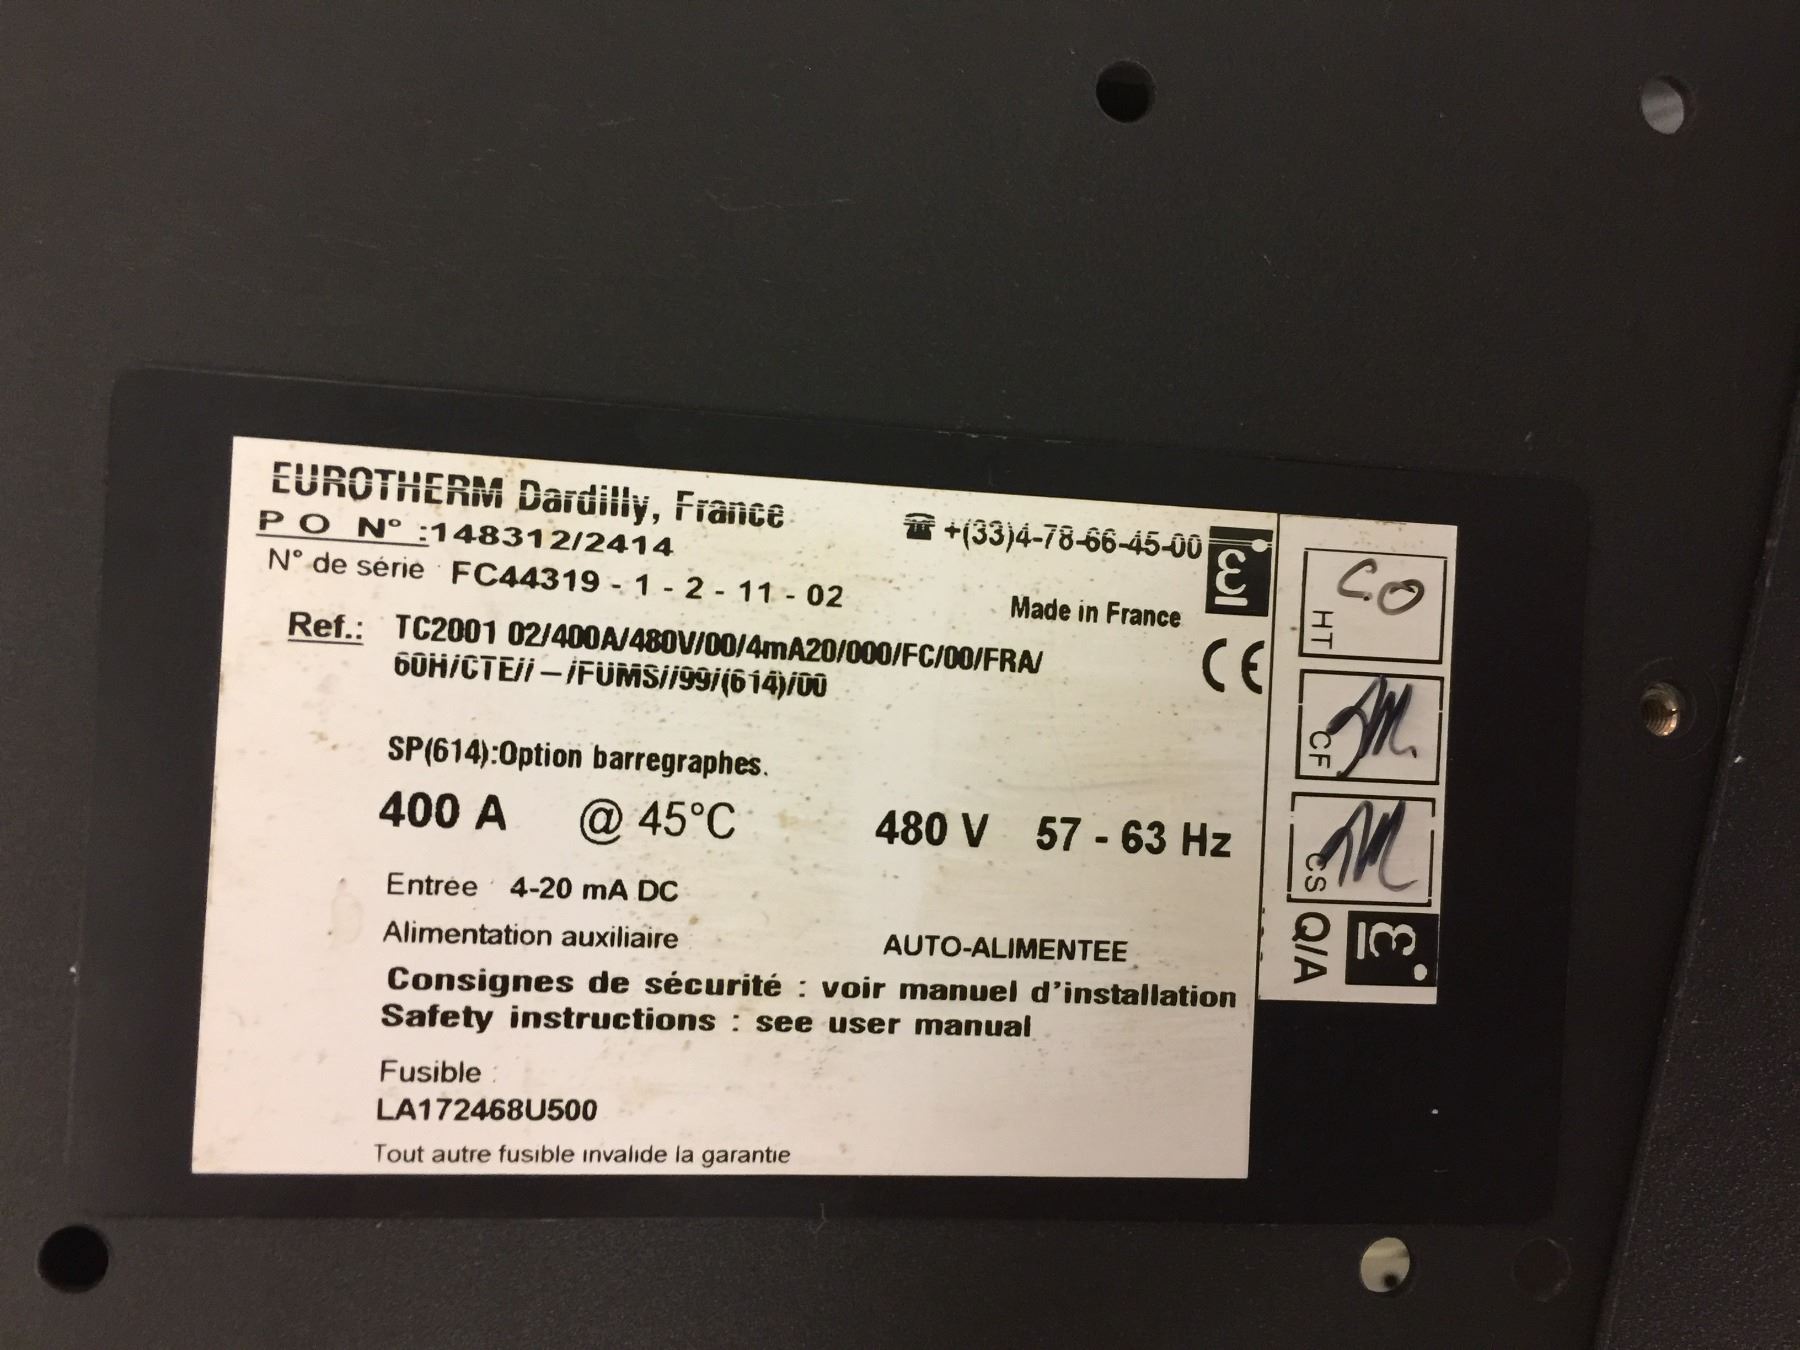 EUROTHERM Dardilly, France
☎ +(33)4-78-66-45-00
P O N° :148312/2414
N° de série FC44319 - 1 - 2 - 11 - 02
Made in France
Ref.: TC2001 02/400A/480V/00/4mA20/000/FC/00/FRA/
60H/CTE// – /FUMS//99/(614)/00
CE
SP(614):Option barregraphes.
400 A @ 45°C 480 V 57 - 63 Hz
Entrée 4-20 mA DC
Alimentation auxiliaire AUTO-ALIMENTEE
Consignes de sécurité : voir manuel d'installation
Safety instructions : see user manual
Fusible :
LA172468U500
Tout autre fusible invalide la garantie
HT
CO
CF
CS
Q/A